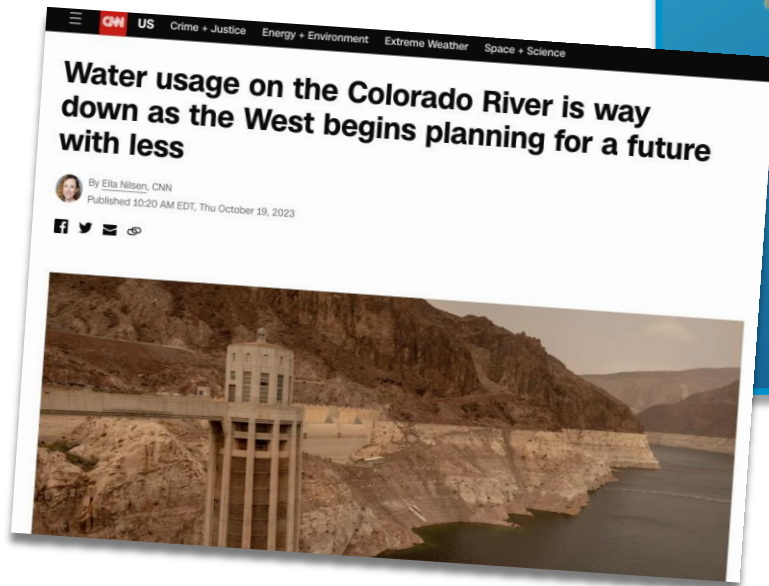 CNN US Crime + Justice Energy + Environment Extreme Weather Space + Science
Water usage on the Colorado River is way
down as the West begins planning for a future
with less
By Ella Nilsen, CNN
Published 10:20 AM EDT, Thu October 19, 2023